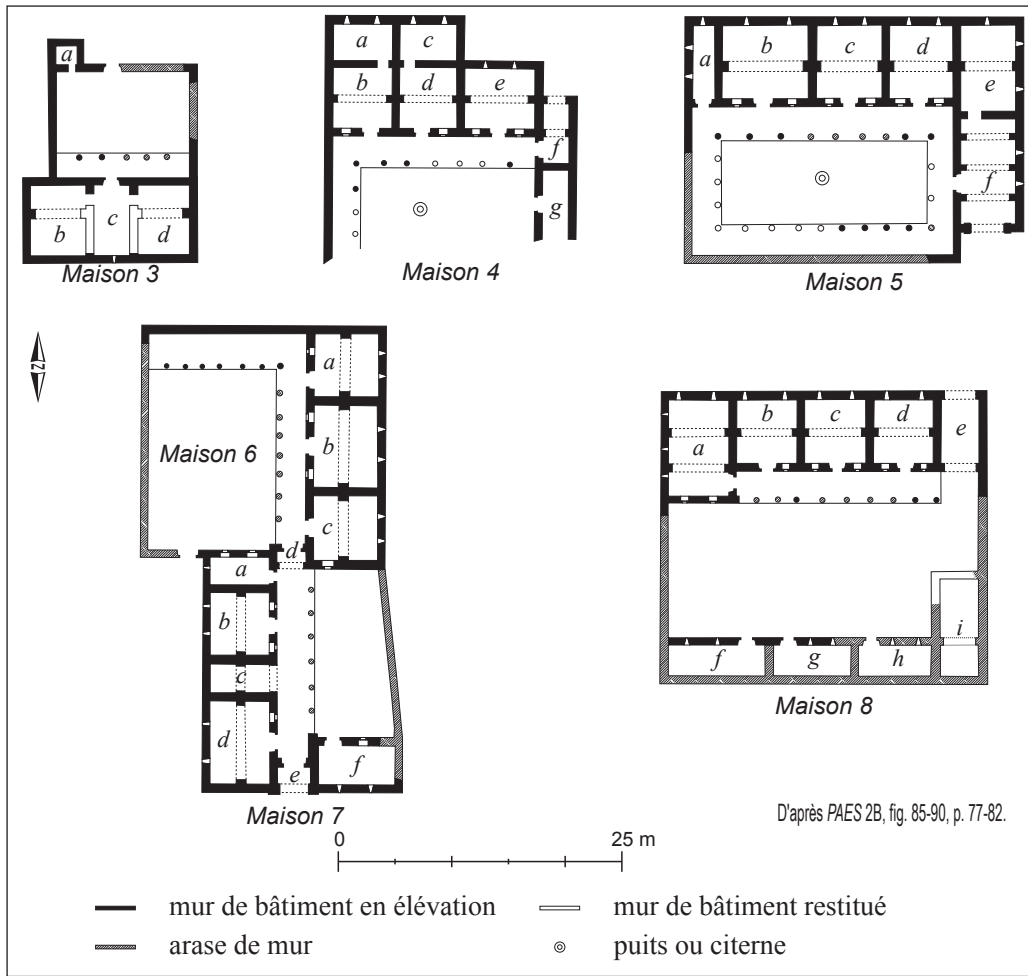 a
b
c
d
Maison 3
a
c
b
d
e
f
g
Maison 4
a
b
c
d
e
f
Maison 5
N
a
Maison 6
b
c
d
a
b
c
d
e
f
Maison 7
b
c
d
e
a
f
g
h
i
Maison 8
D'après PAES 2B, fig. 85-90, p. 77-82.
0
25 m
mur de bâtiment en élévation
mur de bâtiment restitué
arase de mur
puits ou citerne